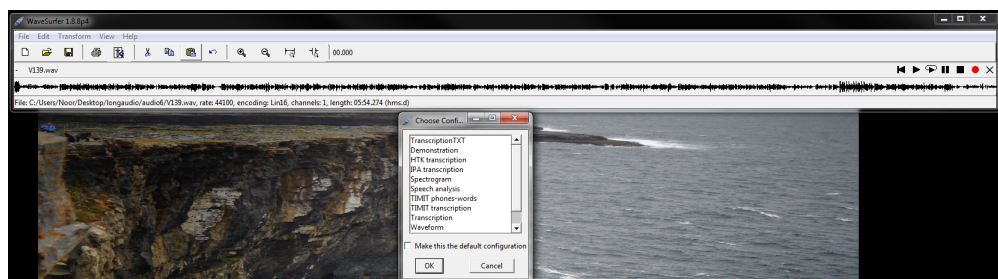 WaveSurfer 1.8.8p4
File Edit Transform View Help
00.000
- V139.wav
File: C:/Users/Noor/Desktop/longaudio/audio6/V139.wav, rate: 44100, encoding: Lin16, channels: 1, length: 05:54.274 (hms.d)
Choose Confi...
TranscriptionTXT
Demonstration
HTK transcription
IPA transcription
Spectrogram
Speech analysis
TIMIT phones-words
TIMIT transcription
Transcription
Waveform
Make this the default configuration
OK Cancel